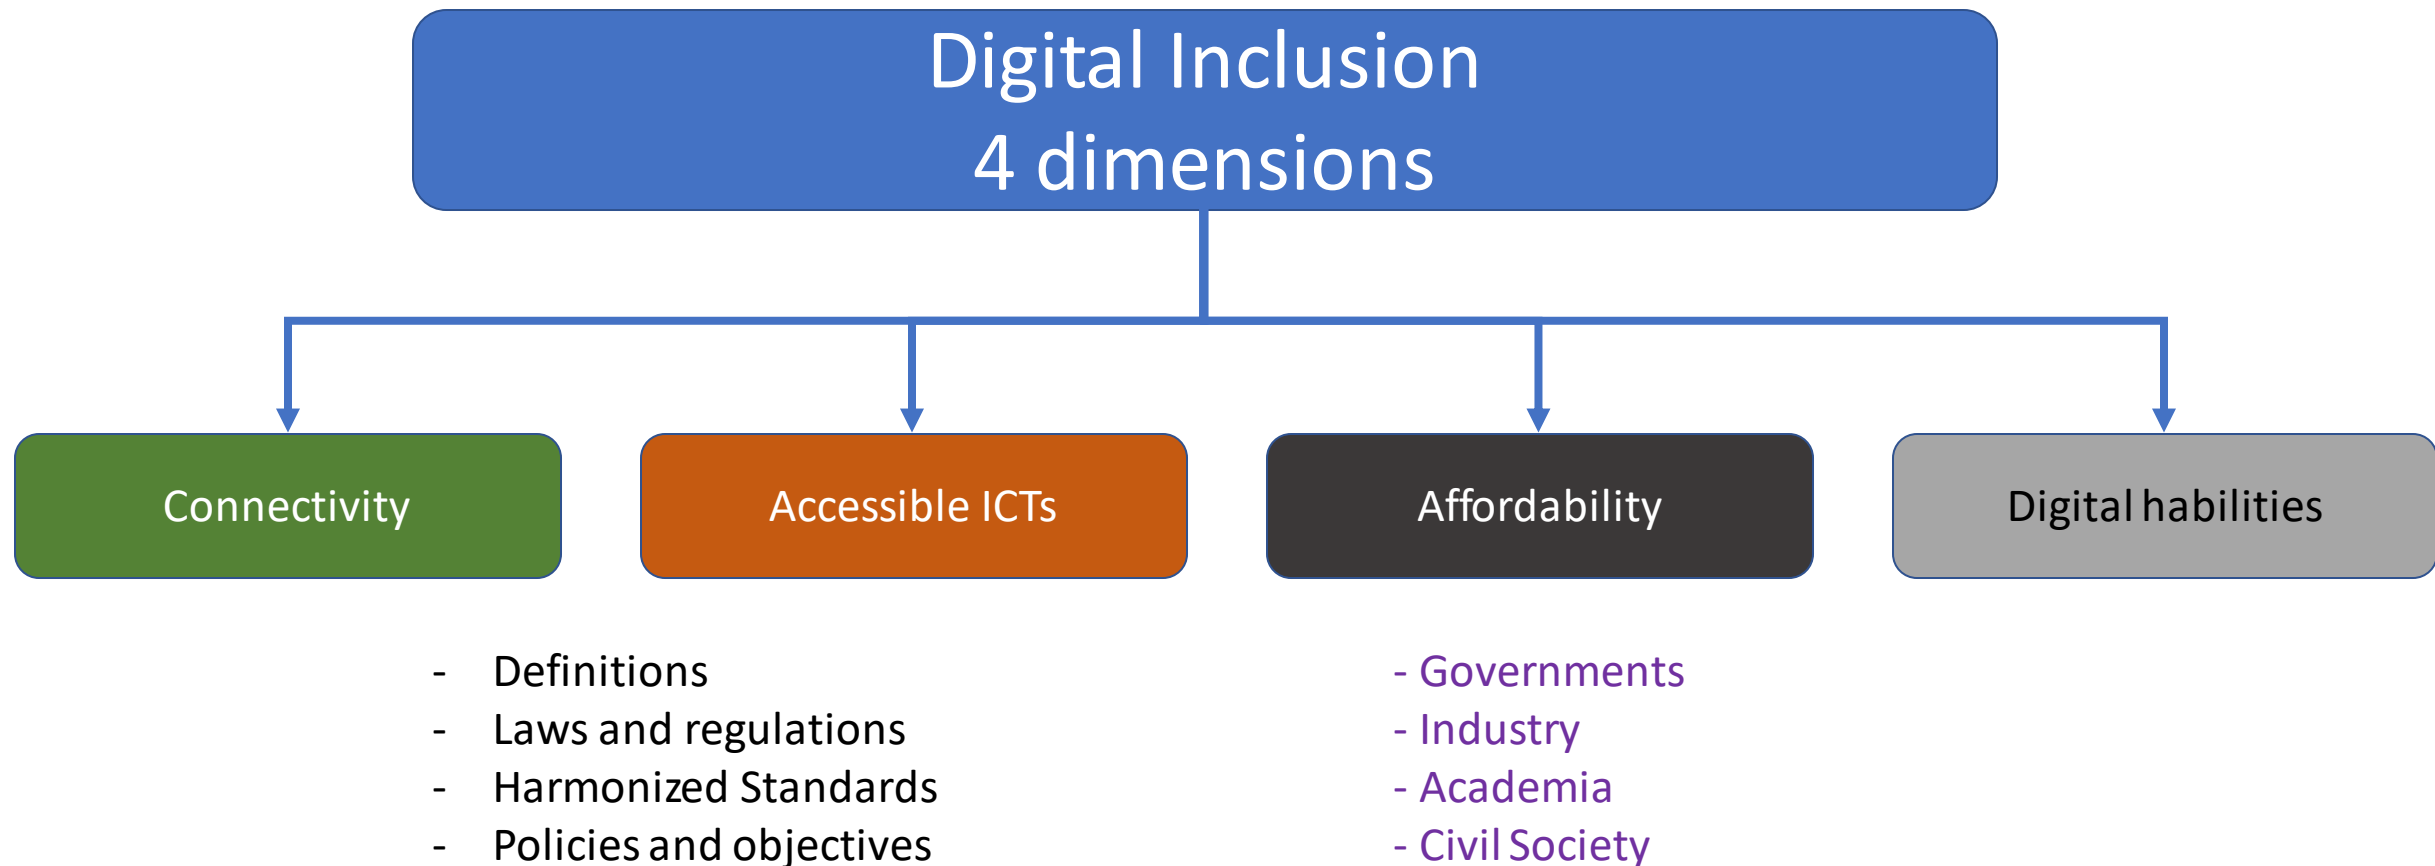 Digital Inclusion
4 dimensions
Connectivity
Accessible ICTs
Affordability
Digital habilities
- Definitions
- Laws and regulations
- Harmonized Standards
- Policies and objectives
- Governments
- Industry
- Academia
- Civil Society